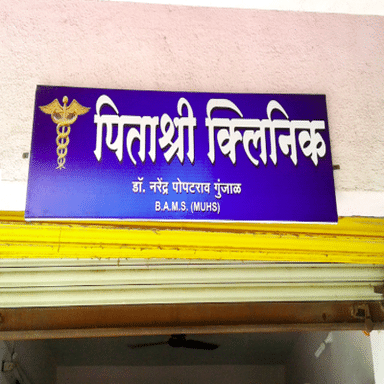 पिताश्री क्लिनिक
डॉ. नरेंद्र पोपटराव गुंजाळ
B.A.M.S. (MUHS)